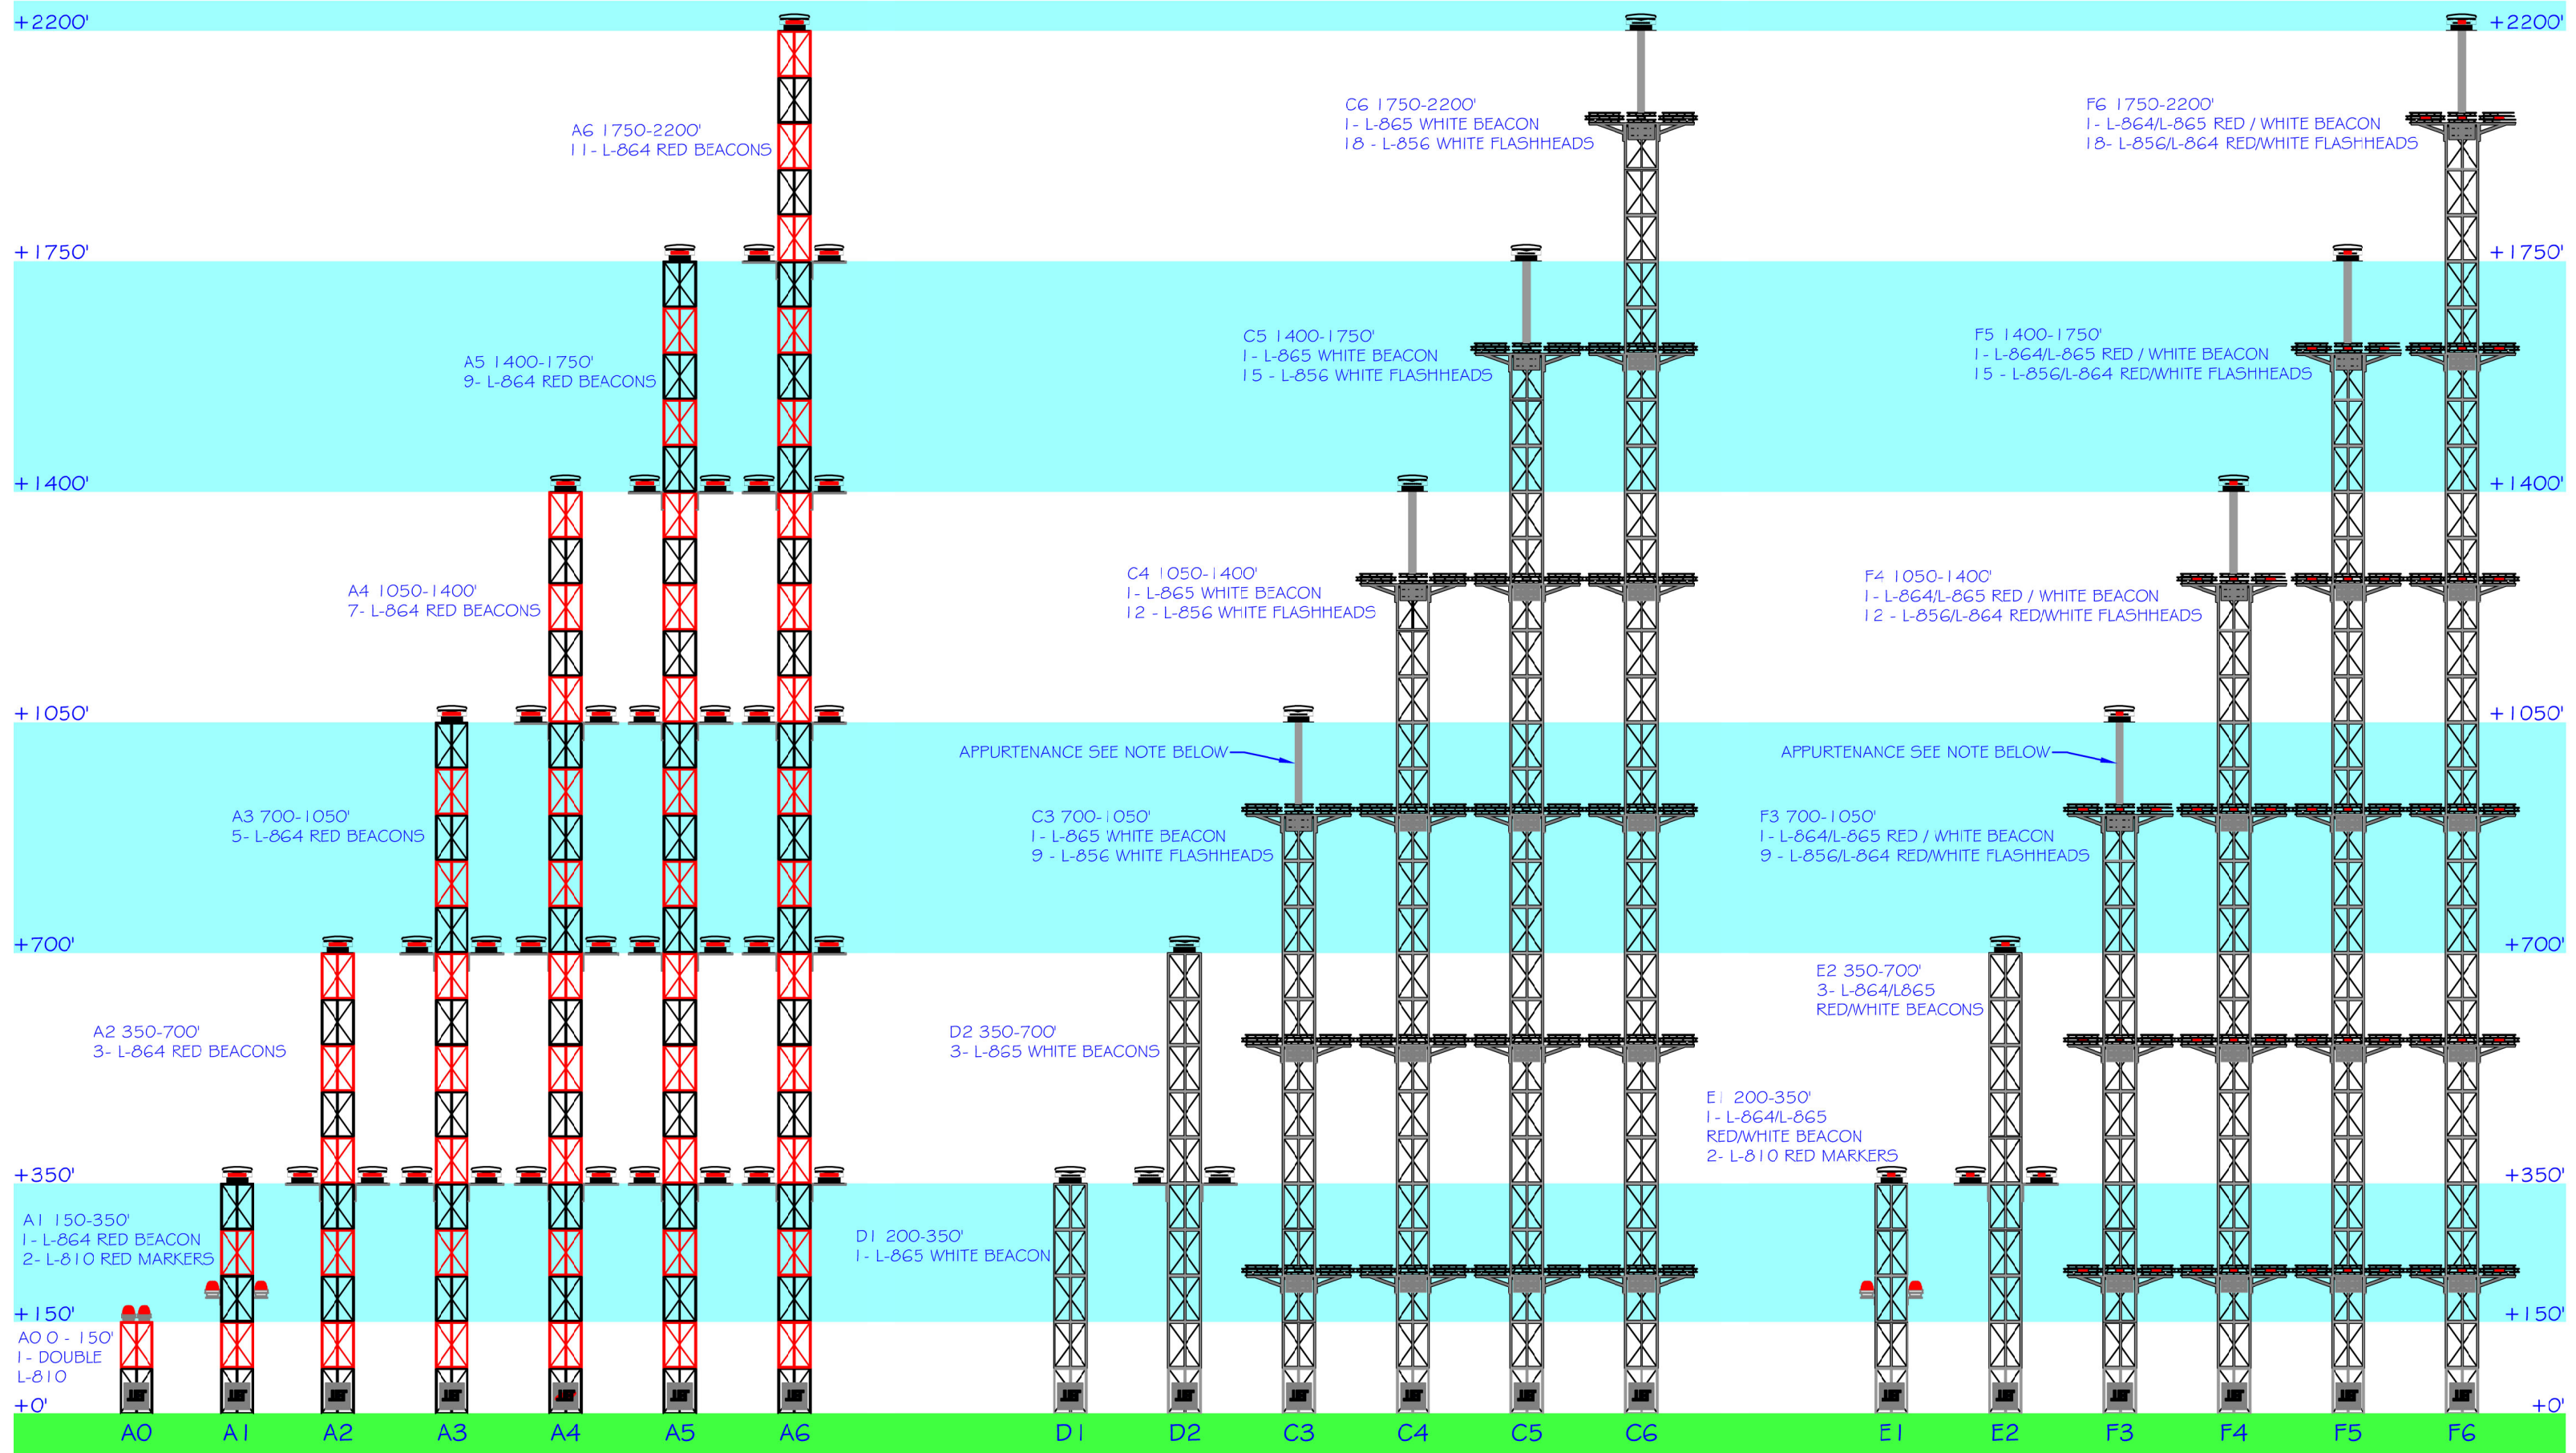 +2200'
+2200'
A6 1750-2200'
11- L-864 RED BEACONS
C6 1750-2200'
1- L-865 WHITE BEACON
18 - L-856 WHITE FLASHHEADS
F6 1750-2200'
1- L-864/L-865 RED / WHITE BEACON
18- L-856/L-864 RED/WHITE FLASHHEADS
+1750'
+1750'
A5 1400-1750'
9- L-864 RED BEACONS
C5 1400-1750'
1- L-865 WHITE BEACON
15 - L-856 WHITE FLASHHEADS
F5 1400-1750'
1- L-864/L-865 RED / WHITE BEACON
15 - L-856/L-864 RED/WHITE FLASHHEADS
+1400'
+1400'
A4 1050-1400'
7- L-864 RED BEACONS
C4 1050-1400'
1- L-865 WHITE BEACON
12 - L-856 WHITE FLASHHEADS
F4 1050-1400'
1- L-864/L-865 RED / WHITE BEACON
12 - L-856/L-864 RED/WHITE FLASHHEADS
+1050'
+1050'
APPURTENANCE SEE NOTE BELOW
APPURTENANCE SEE NOTE BELOW
A3 700-1050'
5- L-864 RED BEACONS
C3 700-1050'
1- L-865 WHITE BEACON
9 - L-856 WHITE FLASHHEADS
F3 700-1050'
1- L-864/L-865 RED / WHITE BEACON
9 - L-856/L-864 RED/WHITE FLASHHEADS
+700'
+700'
A2 350-700'
3- L-864 RED BEACONS
D2 350-700'
3- L-865 WHITE BEACONS
E2 350-700'
3- L-864/L865
RED/WHITE BEACONS
E1 200-350'
1- L-864/L-865
RED/WHITE BEACON
2- L-810 RED MARKERS
+350'
+350'
A1 150-350'
1- L-864 RED BEACON
2- L-810 RED MARKERS
D1 200-350'
1- L-865 WHITE BEACON
+150'
+150'
A0 0 - 150'
1- DOUBLE
L-810
+0'
+0'
A0 A1 A2 A3 A4 A5 A6 D1 D2 C3 C4 C5 C6 E1 E2 F3 F4 F5 F6